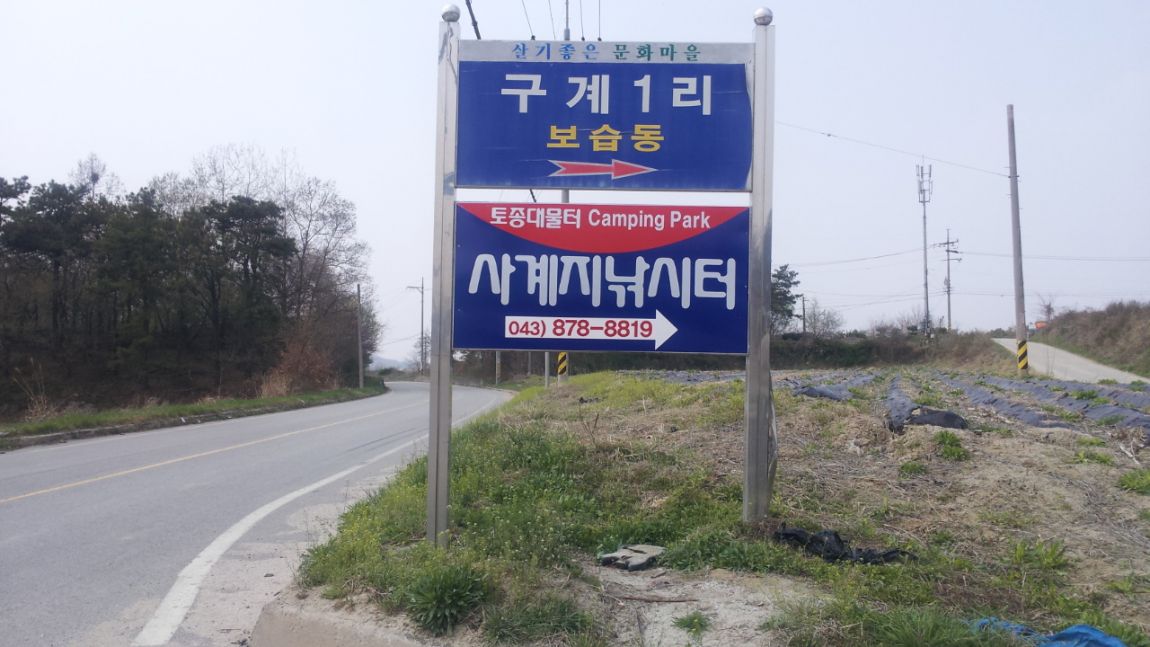 살기좋은 문화마을
구계1리
보습동
토종대물터 Camping Park
사계지낚시터
043) 878-8819